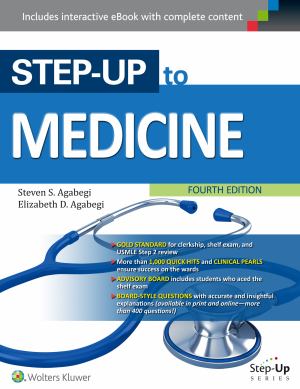 Includes interactive eBook with complete content
STEP-UP to
MEDICINE
Steven S. Agabegi
Elizabeth D. Agabegi
FOURTH EDITION
GOLD STANDARD for clerkship, shelf exam, and
USMLE Step 2 review
More than 1,000 QUICK HITS and CLINICAL PEARLS
ensure success on the wards
ADVISORY BOARD includes students who aced
the shelf exam
BOARD-STYLE QUESTIONS with accurate and insightful
explanations (available in print and online—more
than 400 questions!)
Wolters Kluwer
Step-Up
SERIES